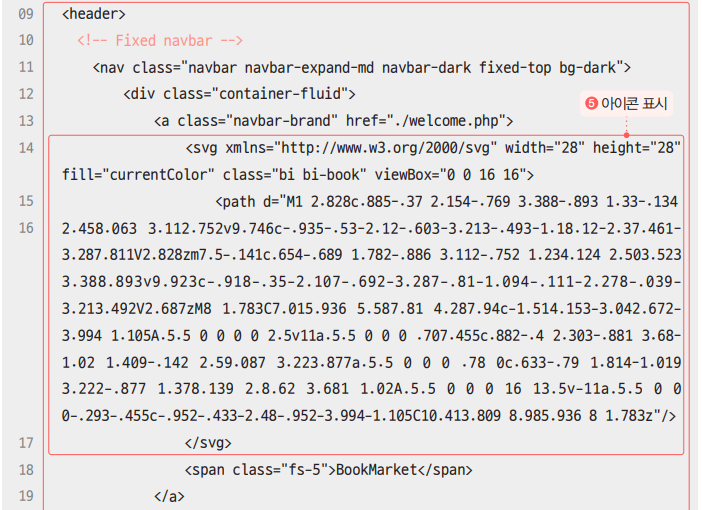 09 <header>
10 <!-- Fixed navbar -->
11 <nav class="navbar navbar-expand-md navbar-dark fixed-top bg-dark">
12 <div class="container-fluid">
❺ 아이콘 표시
13 <a class="navbar-brand" href="./welcome.php">
14 <svg xmlns="http://www.w3.org/2000/svg" width="28" height="28"
fill="currentColor" class="bi bi-book" viewBox="0 0 16 16">
15 <path d="M1 2.828c.885-.37 2.154-.769 3.388-.893 1.33-.134
16 2.458.063 3.112.752v9.746c-.935-.53-2.12-.603-3.213-.493-1.18.12-2.37.461-
3.287.811V2.828zm7.5-.141c.654-.689 1.782-.886 3.112-.752 1.234.124 2.503.523
3.388.893v9.923c-.918-.35-2.107-.692-3.287-.81-1.094-.111-2.278-.039-
3.213.492V2.687zM8 1.783C7.015.936 5.587.81 4.287.94c-1.514.153-3.042.672-
3.994 1.105A.5.5 0 0 0 0 2.5v11a.5.5 0 0 0 .707.455c.882-.4 2.303-.881 3.68-
1.02 1.409-.142 2.59.087 3.223.877a.5.5 0 0 0 .78 0c.633-.79 1.814-1.019
3.222-.877 1.378.139 2.8.62 3.681 1.02A.5.5 0 0 0 16 13.5v-11a.5.5 0 0
0-.293-.455c-.952-.433-2.48-.952-3.994-1.105C10.413.809 8.985.936 8 1.783z"/>
17 </svg>
18 <span class="fs-5">BookMarket</span>
19 </a>